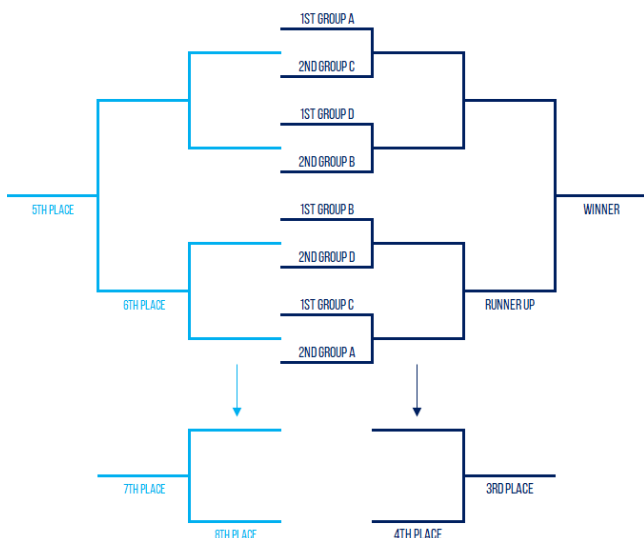 1ST GROUP A
2ND GROUP C
1ST GROUP D
2ND GROUP B
5TH PLACE
1ST GROUP B
WINNER
2ND GROUP D
6TH PLACE
1ST GROUP C
RUNNER UP
2ND GROUP A
7TH PLACE
3RD PLACE
8TH PLACE
4TH PLACE